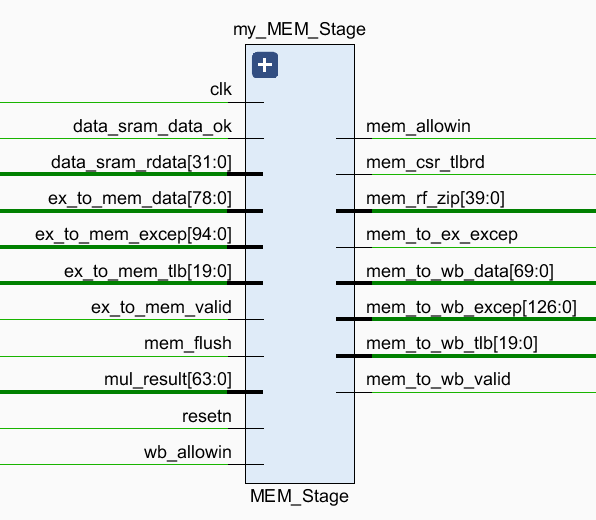 my_MEM_Stage
clk
data_sram_data_ok
data_sram_rdata[31:0]
ex_to_mem_data[78:0]
ex_to_mem_excep[94:0]
ex_to_mem_tlb[19:0]
ex_to_mem_valid
mem_flush
mul_result[63:0]
resetn
wb_allowin
mem_allowin
mem_csr_tlbrd
mem_rf_zip[39:0]
mem_to_ex_excep
mem_to_wb_data[69:0]
mem_to_wb_excep[126:0]
mem_to_wb_tlb[19:0]
mem_to_wb_valid
MEM_Stage